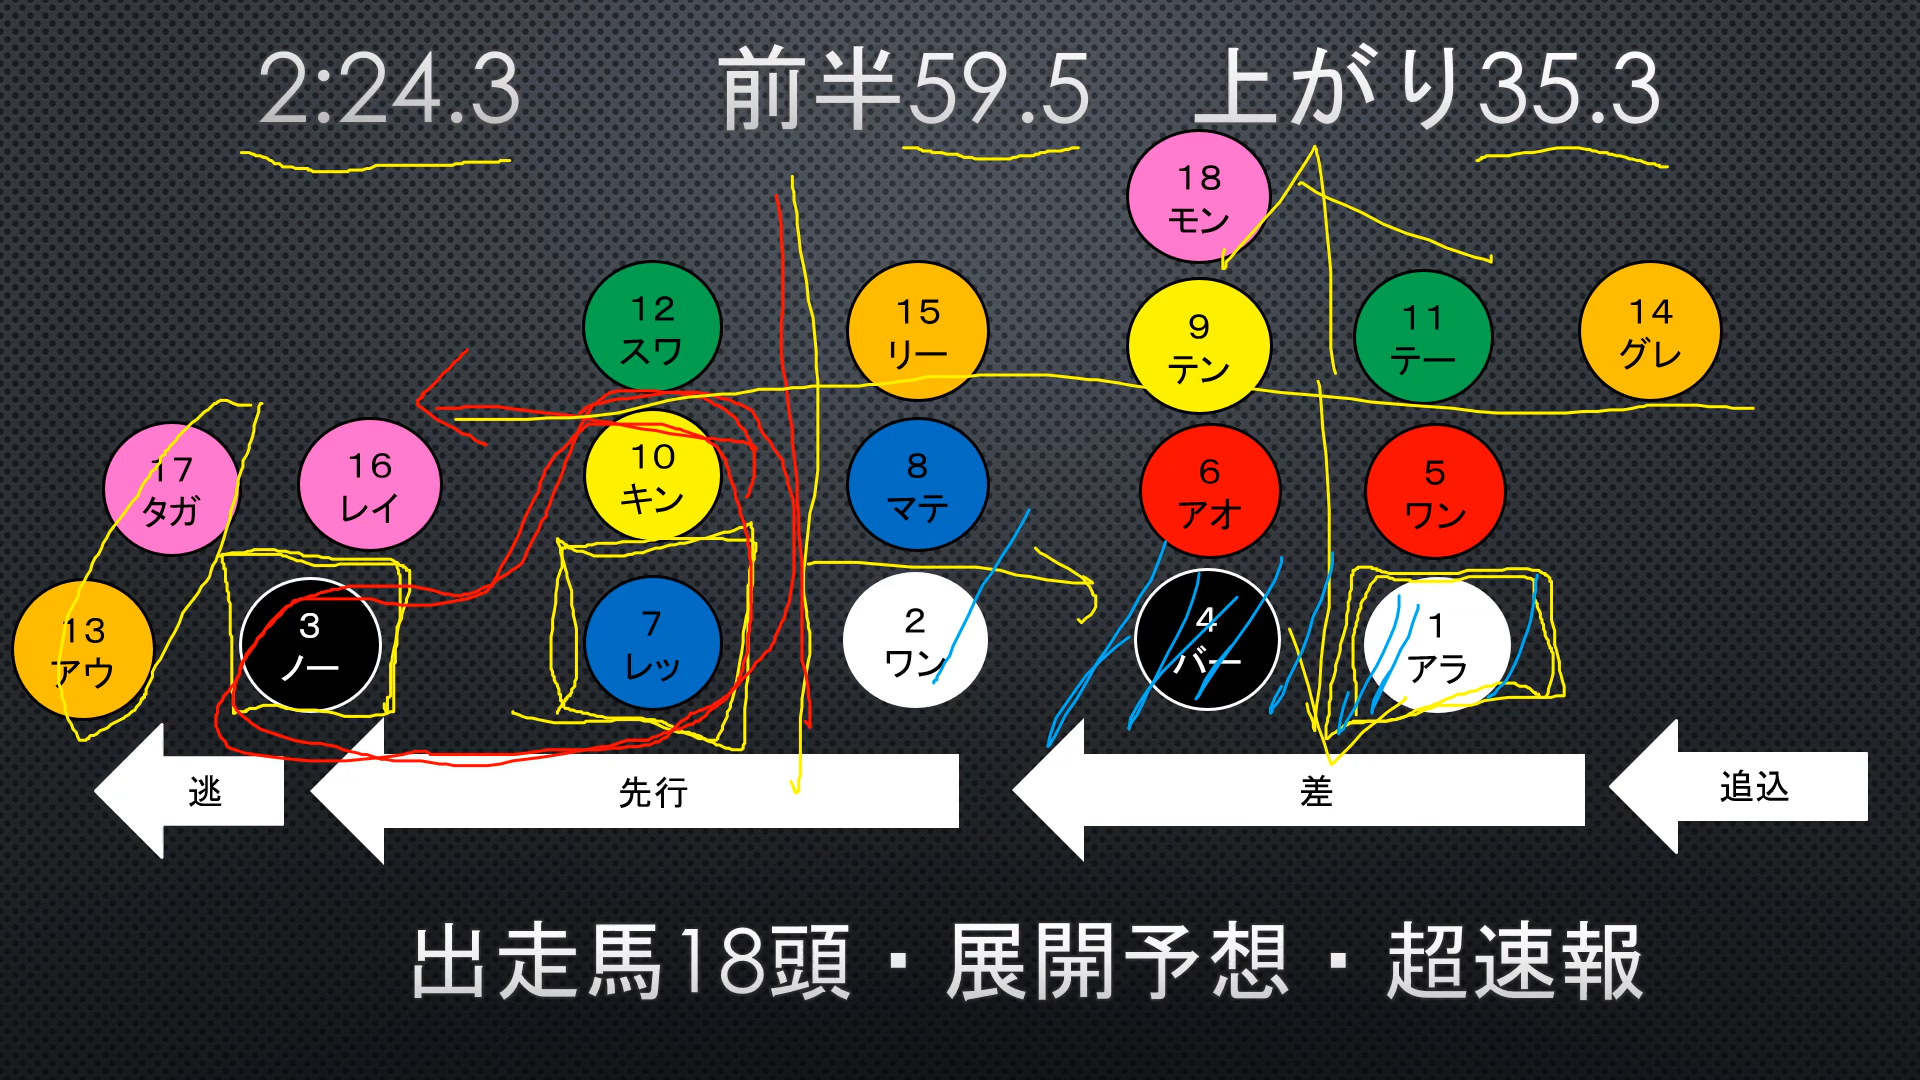 2:24.3 前半59.5 上がり35.3
18
モン
12
スワ
15
リー
9
テン
11
テー
14
グレ
17
タガ
16
レイ
10
キン
8
マテ
6
アオ
5
ワン
13
アウ
3
ノー
7
レッ
2
ワン
4
バー
1
アラ
逃
先行
差
追込
出走馬18頭・展開予想・超速報